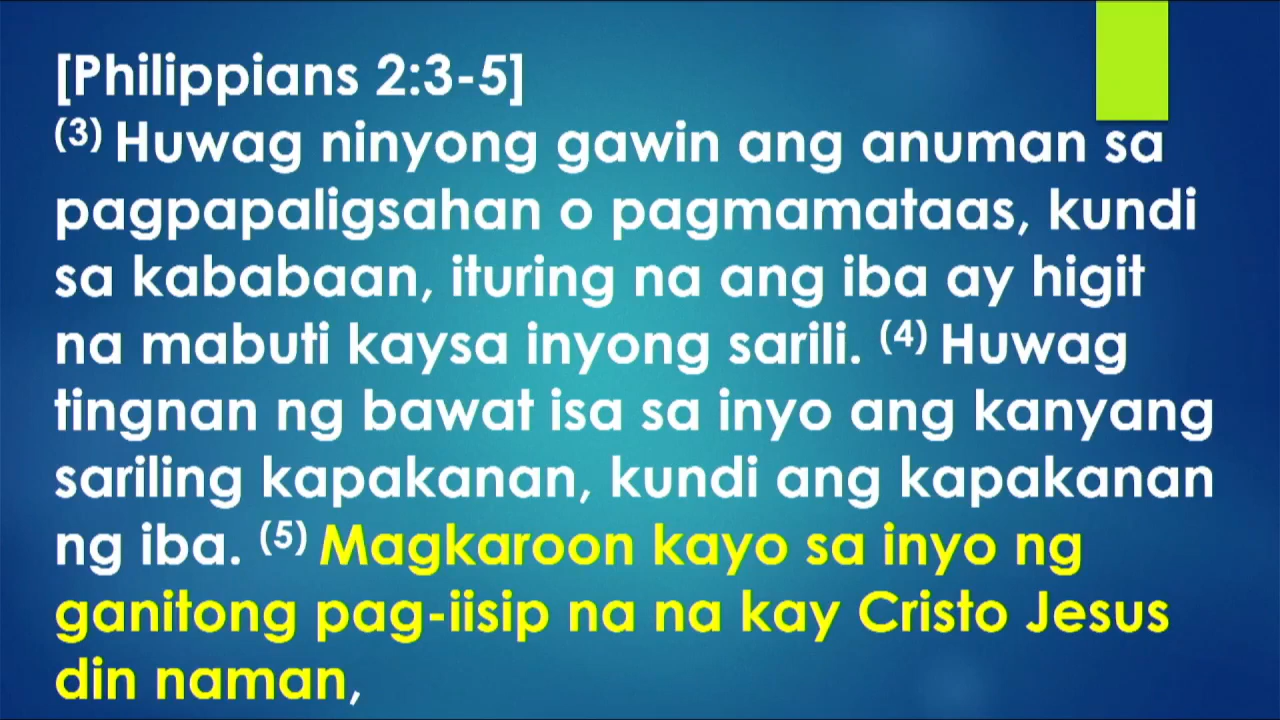 [Philippians 2:3-5]
(3) Huwag ninyong gawin ang anuman sa
pagpapaligsahan o pagmamataas, kundi
sa kababaan, ituring na ang iba ay higit
na mabuti kaysa inyong sarili. (4) Huwag
tingnan ng bawat isa sa inyo ang kanyang
sariling kapakanan, kundi ang kapakanan
ng iba. (5) Magkaroon kayo sa inyo ng
ganitong pag-iisip na na kay Cristo Jesus
din naman,